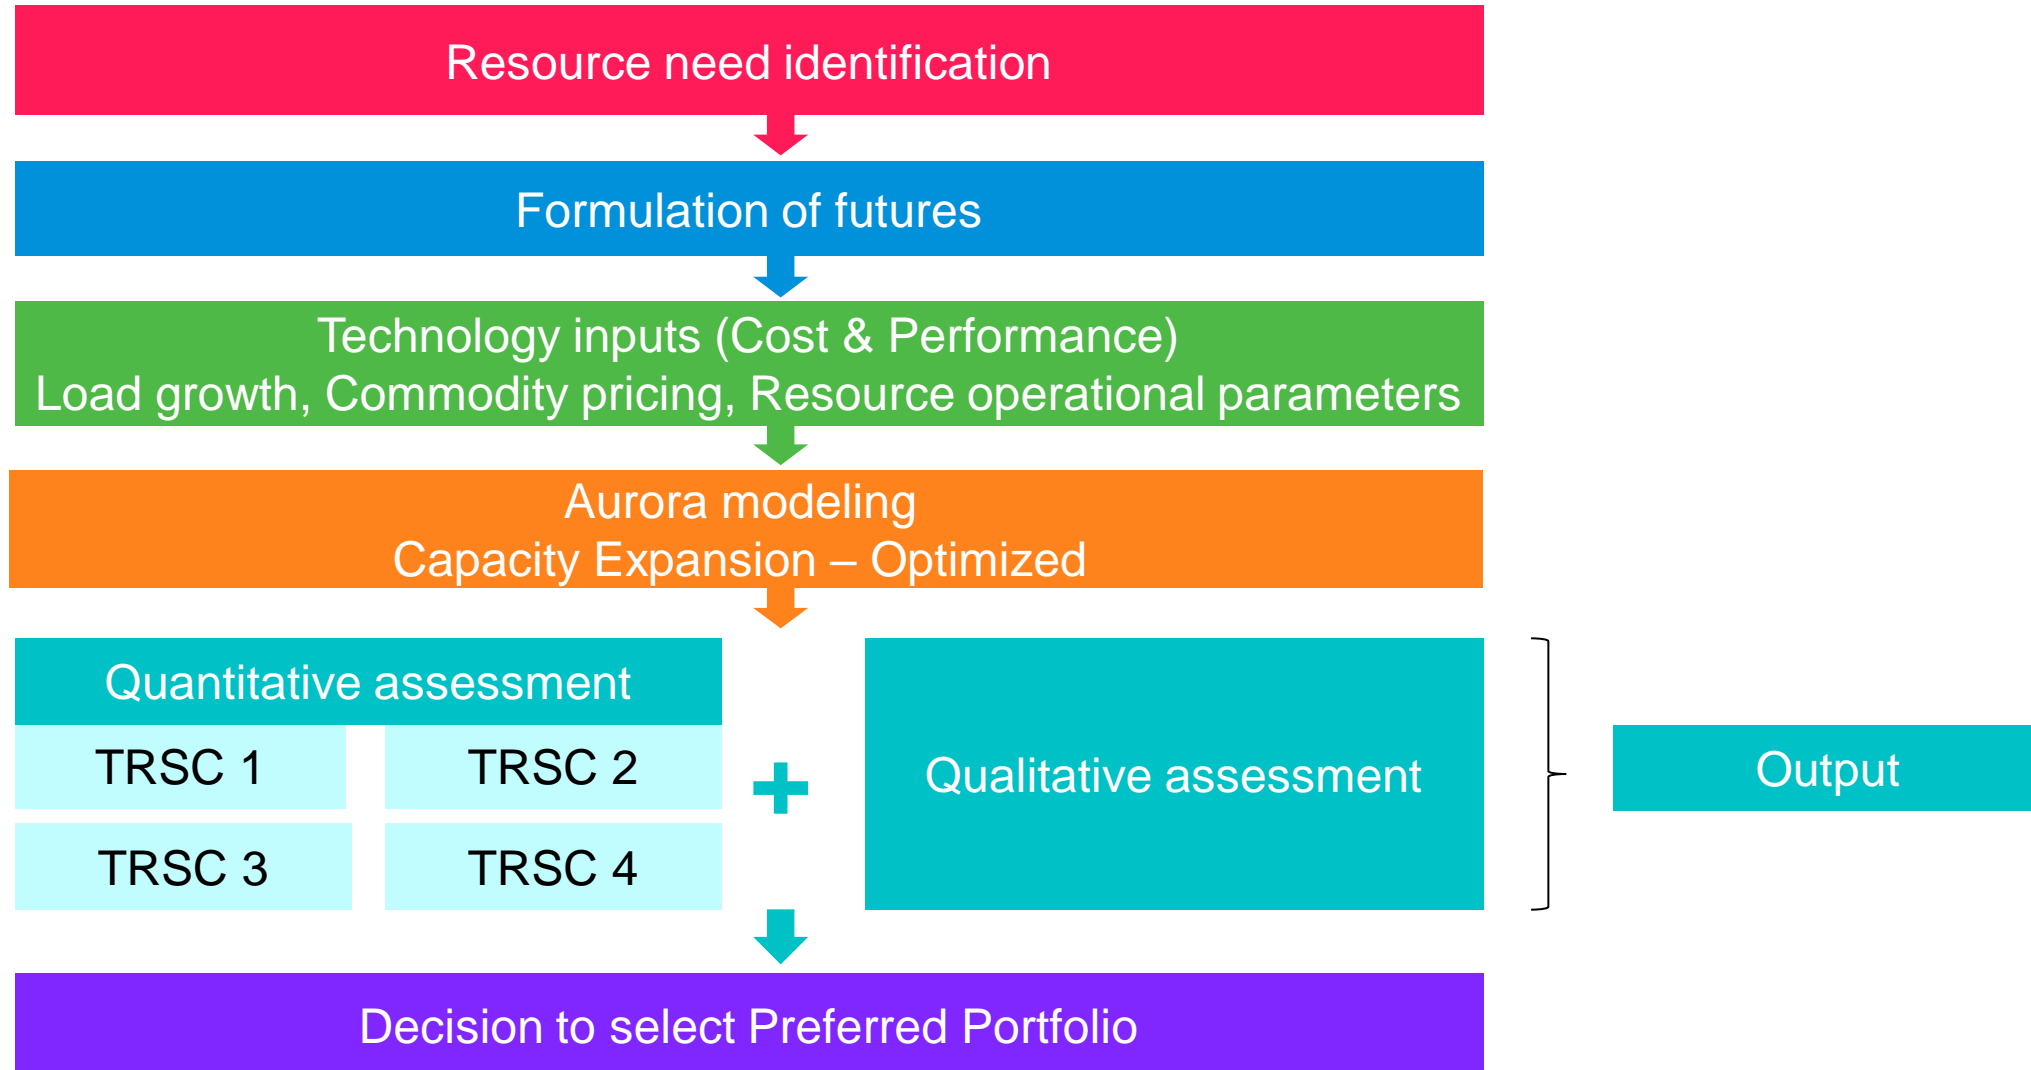 Resource need identification
Formulation of futures
Technology inputs (Cost & Performance)
Load growth, Commodity pricing, Resource operational parameters
Aurora modeling
Capacity Expansion – Optimized
Quantitative assessment
TRSC 1
TRSC 2
TRSC 3
TRSC 4
Qualitative assessment
Output
Decision to select Preferred Portfolio